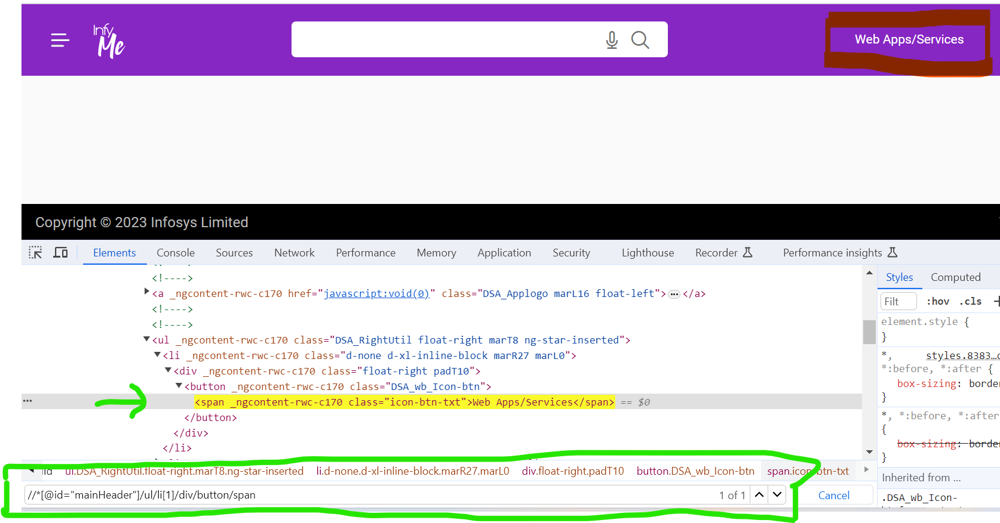 Infy
Me
Web Apps/Services
Copyright © 2023 Infosys Limited
Elements Console Sources Network Performance Memory Application Security Lighthouse Recorder Performance insights
<!---->
<a _ngcontent-rwc-c170 href="javascript:void(0)" class="DSA_Applogo marL16 float-left">…</a>
<!---->
<!---->
<ul _ngcontent-rwc-c170 class="DSA_RightUtil float-right marT8 ng-star-inserted">
<li _ngcontent-rwc-c170 class="d-none d-xl-inline-block marR27 marL0">
<div _ngcontent-rwc-c170 class="float-right padT10">
<button _ngcontent-rwc-c170 class="DSA_wb_Icon-btn">
<span _ngcontent-rwc-c170 class="icon-btn-txt">Web Apps/Services</span> == $0
</button>
</div>
</li>
ul.DSA_RightUtil.float-right.marT8.ng-star-inserted li.d-none.d-xl-inline-block.marR27.marL0 div.float-right.padT10 button.DSA_wb_Icon-btn span.icon-btn-txt
//*[@id="mainHeader"]/ul/li[1]/div/button/span 1 of 1 Cancel
Styles Computed
Filt :hov .cls +
element.style {
}
*, styles.8383…
*:before, *:after {
box-sizing: border
}
*, *:before, *:after
{
box-sizing: border
}
Inherited from ...
.DSA_wb_Icon-